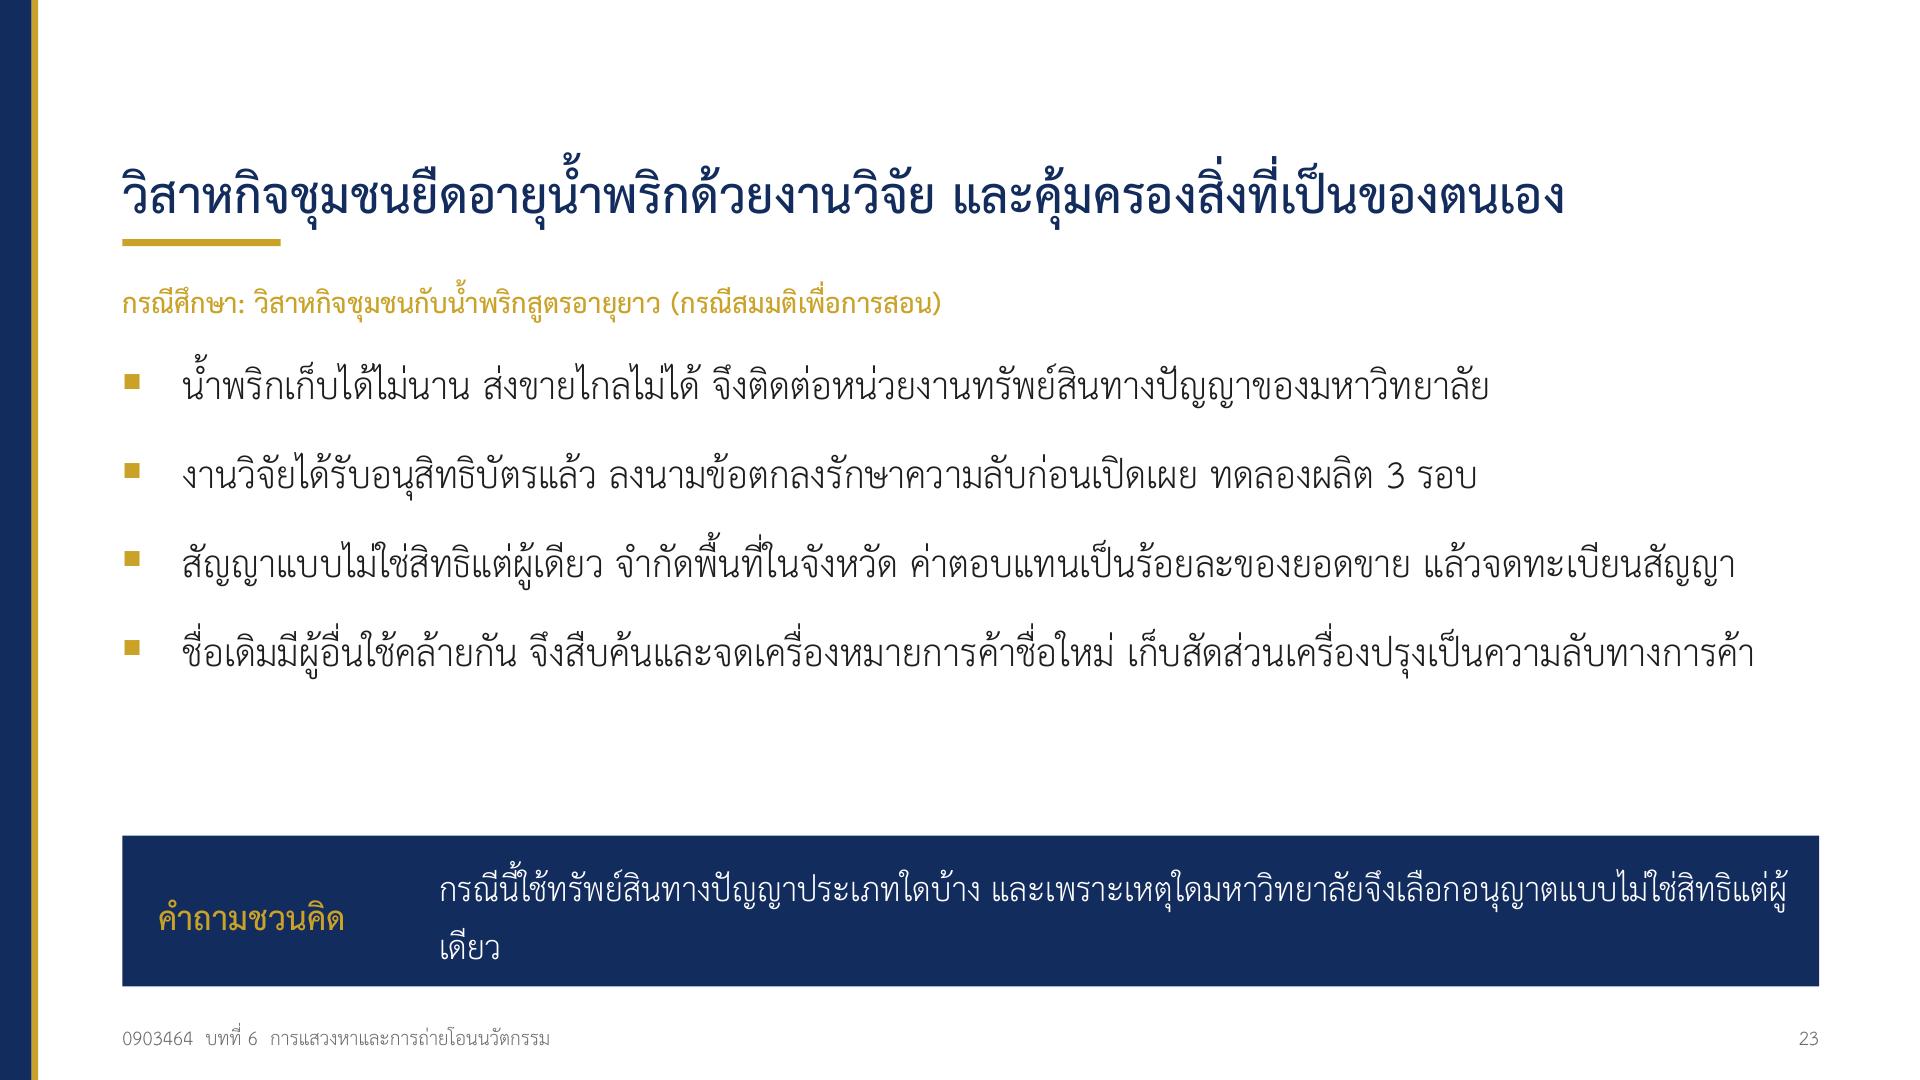 วิสาหกิจชุมชนยืดอายุน้ำพริกด้วยงานวิจัย และคุ้มครองสิ่งที่เป็นของตนเอง
กรณีศึกษา: วิสาหกิจชุมชนกับน้ำพริกสูตรอายุยาว (กรณีสมมติเพื่อการสอน)
▪ น้ำพริกเก็บได้ไม่นาน ส่งขายไกลไม่ได้ จึงติดต่อหน่วยงานทรัพย์สินทางปัญญาของมหาวิทยาลัย
▪ งานวิจัยได้รับอนุสิทธิบัตรแล้ว ลงนามข้อตกลงรักษาความลับก่อนเปิดเผย ทดลองผลิต 3 รอบ
▪ สัญญาแบบไม่ใช่สิทธิแต่ผู้เดียว จำกัดพื้นที่ในจังหวัด ค่าตอบแทนเป็นร้อยละของยอดขาย แล้วจดทะเบียนสัญญา
▪ ชื่อเดิมมีผู้อื่นใช้คล้ายกัน จึงสืบค้นและจดเครื่องหมายการค้าชื่อใหม่ เก็บสัดส่วนเครื่องปรุงเป็นความลับทางการค้า
คำถามชวนคิด
กรณีนี้ใช้ทรัพย์สินทางปัญญาประเภทใดบ้าง และเพราะเหตุใดมหาวิทยาลัยจึงเลือกอนุญาตแบบไม่ใช่สิทธิแต่ผู้
เดียว
0903464 บทที่ 6 การแสวงหาและการถ่ายโอนนวัตกรรม
23